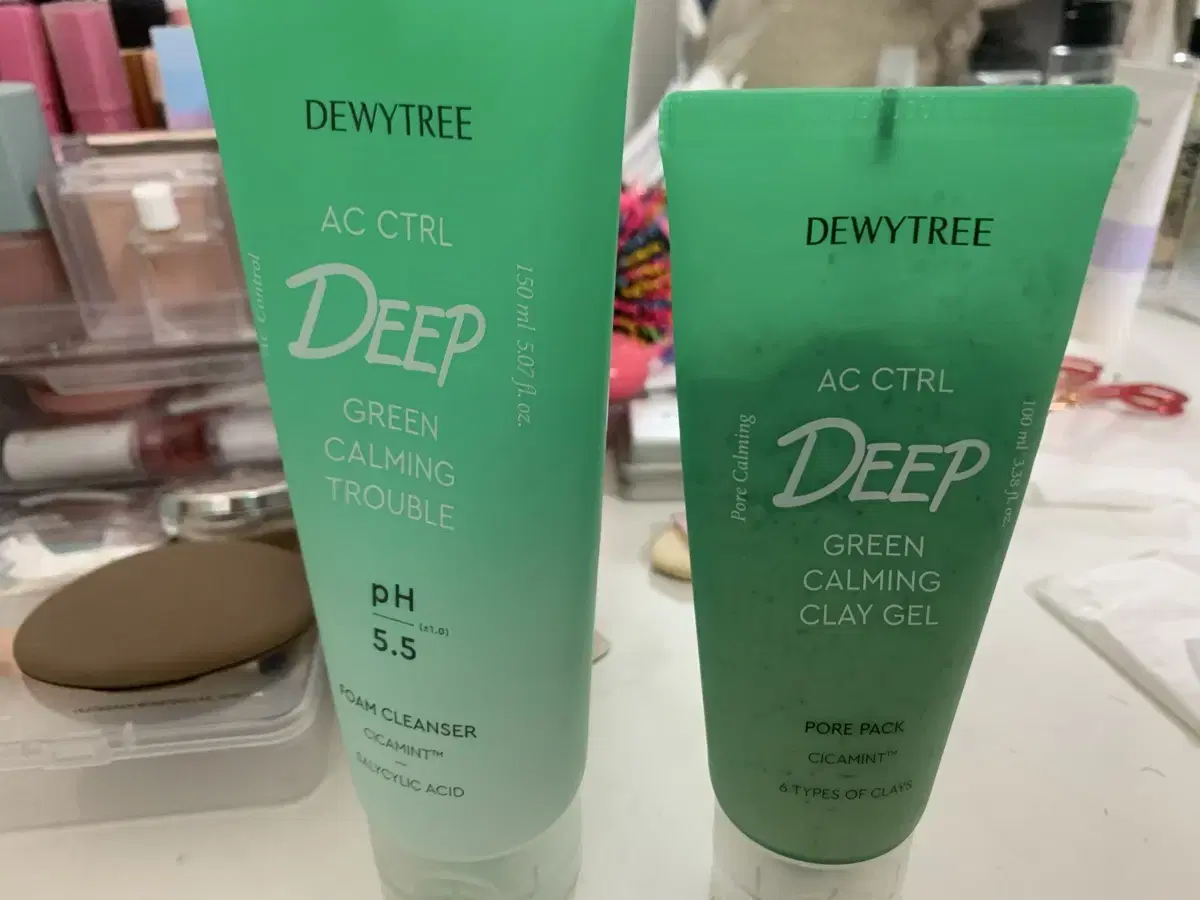 DEWYTREE
AC CTRL
DEEP
GREEN
CALMING
TROUBLE
150 ml 5.07 fl.oz.
pH
5.5 (±1.0)
FOAM CLEANSER
CICAMINT™
SALYCYLIC ACID
DEWYTREE
AC CTRL
DEEP
GREEN
CALMING
CLAY GEL
Pore Calming
100 ml 3.38 fl.oz.
PORE PACK
CICAMINT™
6 TYPES OF CLAYS
Control